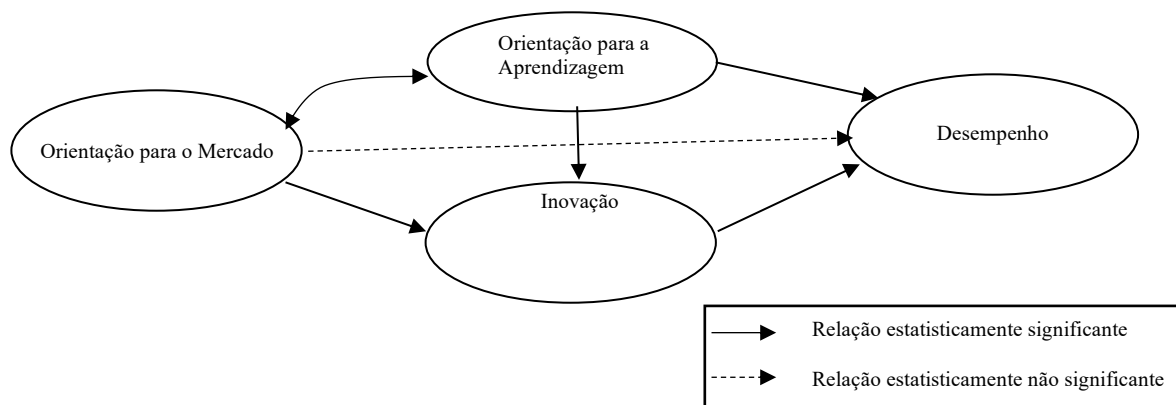 Orientação para a
Aprendizagem
Desempenho
Orientação para o Mercado
Inovação
Relação estatisticamente significante
Relação estatisticamente não significante